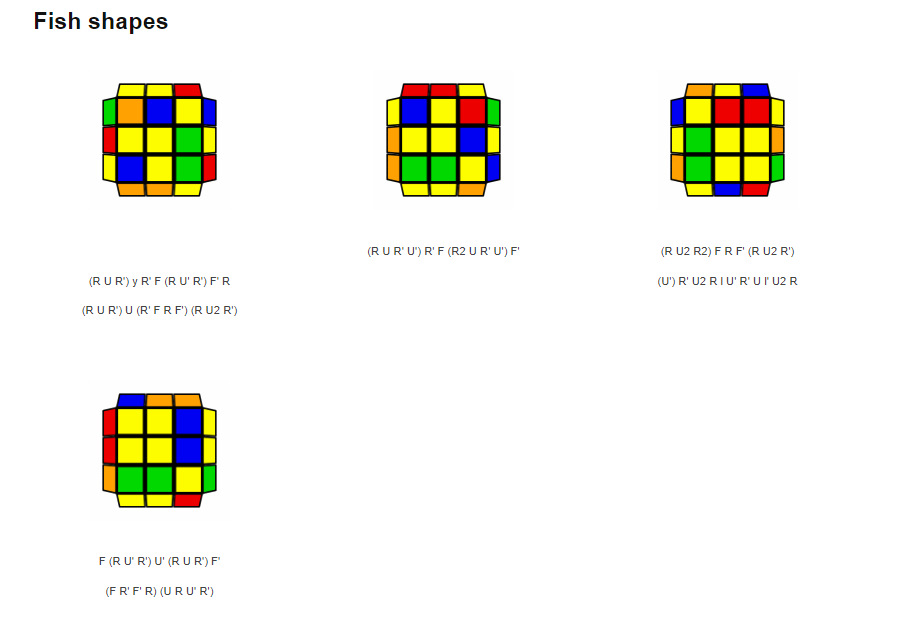 Fish shapes
(R U R' U') R' F (R2 U R' U') F'
(R U2 R2) F R F' (R U2 R')
(R U R') y R' F (R U' R') F' R
(U') R' U2 R l U' R' U l' U2 R
(R U R') U (R' F R F') (R U2 R')
F (R U' R') U' (R U R') F'
(F R' F' R) (U R U' R')